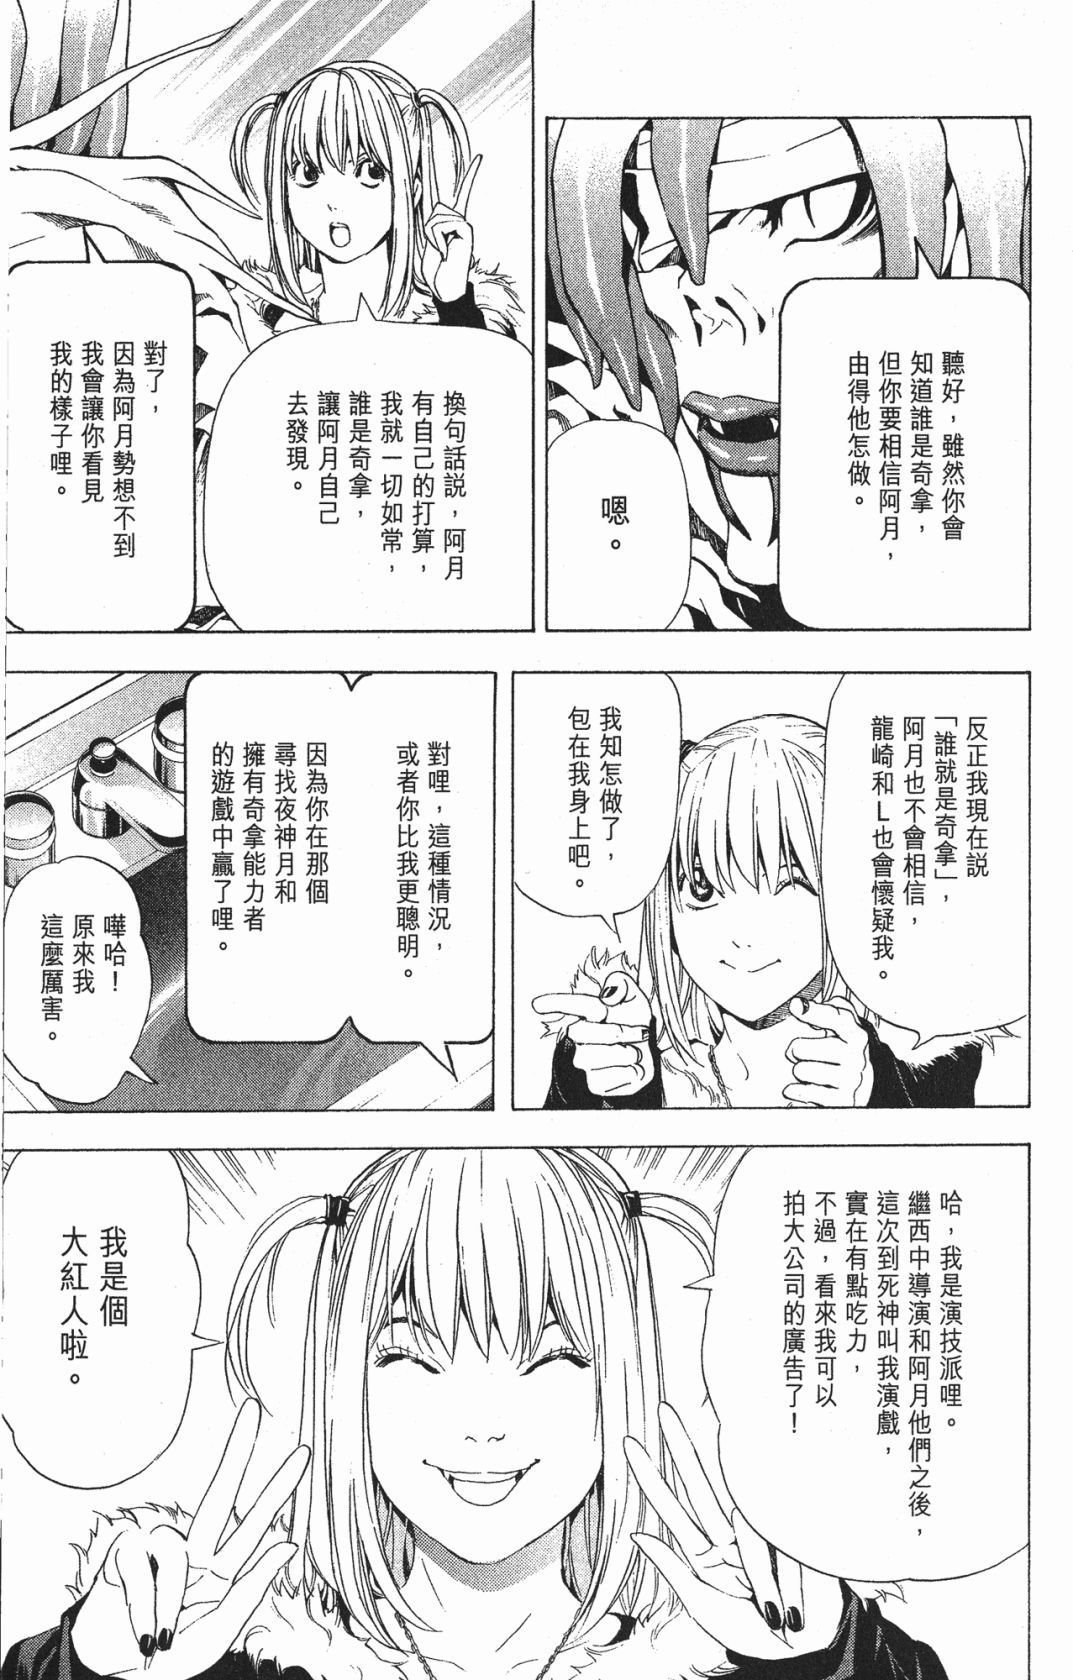 聽好，雖然你會
知道誰是奇拿，
但你要相信阿月，
由得他怎做。
嗯。
換句話説，阿月
有自己的打算，
我就一切如常，
誰是奇拿，
讓阿月自己
去發現。
對了，
因為阿月勢想不到
我會讓你看見
我的樣子哩。
反正我現在説
「誰就是奇拿」，
阿月也不會相信，
龍崎和L也會懷疑我。
我知怎做了，
包在我身上吧。
對哩，這種情況，
或者你比我更聰明。
因為你在那個
尋找夜神月和
擁有奇拿能力者
的遊戲中贏了哩。
嘩哈！
原來我
這麼厲害。
哈，我是演技派哩。
繼西中導演和阿月他們之後，
這次到死神叫我演戲，
實在有點吃力，
不過，看來我可以
拍大公司的廣告了！
我是個
大紅人啦。